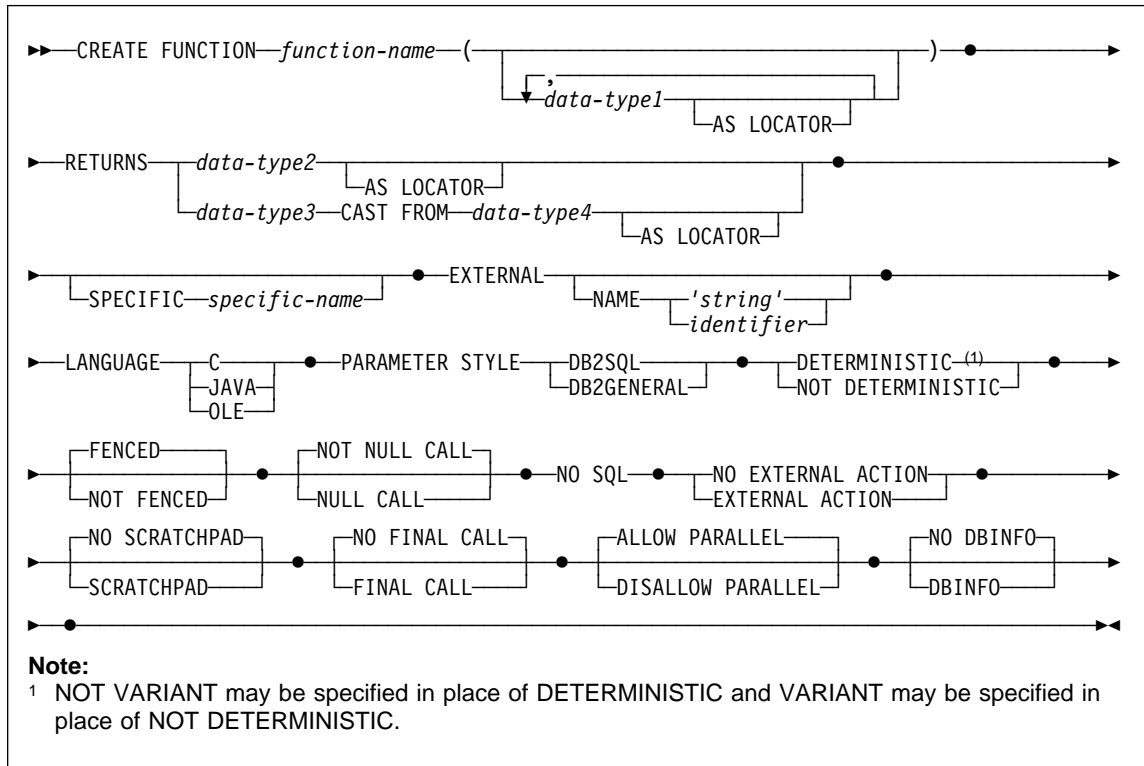 CREATE FUNCTION function-name ( )
,
data-type1
AS LOCATOR
RETURNS data-type2
AS LOCATOR
data-type3 CAST FROM data-type4
AS LOCATOR
SPECIFIC specific-name EXTERNAL
NAME 'string'
identifier
LANGUAGE C PARAMETER STYLE DB2SQL DETERMINISTIC (1)
JAVA DB2GENERAL NOT DETERMINISTIC
OLE
FENCED NOT NULL CALL
NO SQL NO EXTERNAL ACTION
NOT FENCED NULL CALL EXTERNAL ACTION
NO SCRATCHPAD NO FINAL CALL ALLOW PARALLEL NO DBINFO
SCRATCHPAD FINAL CALL DISALLOW PARALLEL DBINFO
Note:
1 NOT VARIANT may be specified in place of DETERMINISTIC and VARIANT may be specified in
place of NOT DETERMINISTIC.